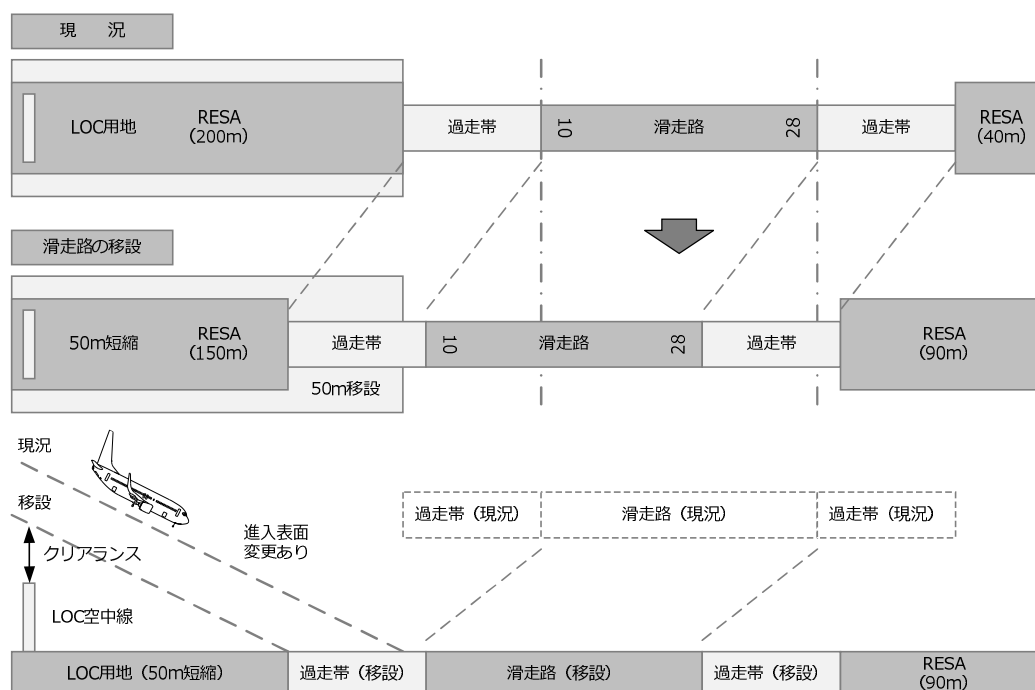 現　況
LOC用地
RESA
(200m)
過走帯
10
滑走路
28
過走帯
RESA
(40m)
滑走路の移設
50m短縮
RESA
(150m)
過走帯
10
滑走路
28
過走帯
RESA
(90m)
50m移設
現況
移設
クリアランス
LOC空中線
進入表面
変更あり
過走帯（現況）
滑走路（現況）
過走帯（現況）
LOC用地（50m短縮）
過走帯（移設）
滑走路（移設）
過走帯（移設）
RESA
(90m)